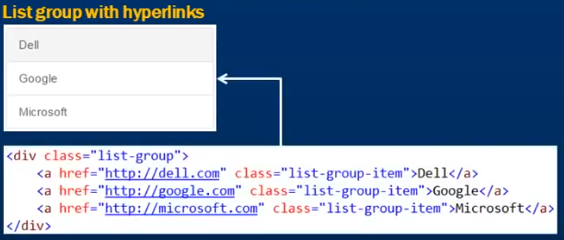 List group with hyperlinks
Dell
Google
Microsoft
<div class="list-group">
    <a href="http://dell.com" class="list-group-item">Dell</a>
    <a href="http://google.com" class="list-group-item">Google</a>
    <a href="http://microsoft.com" class="list-group-item">Microsoft</a>
</div>